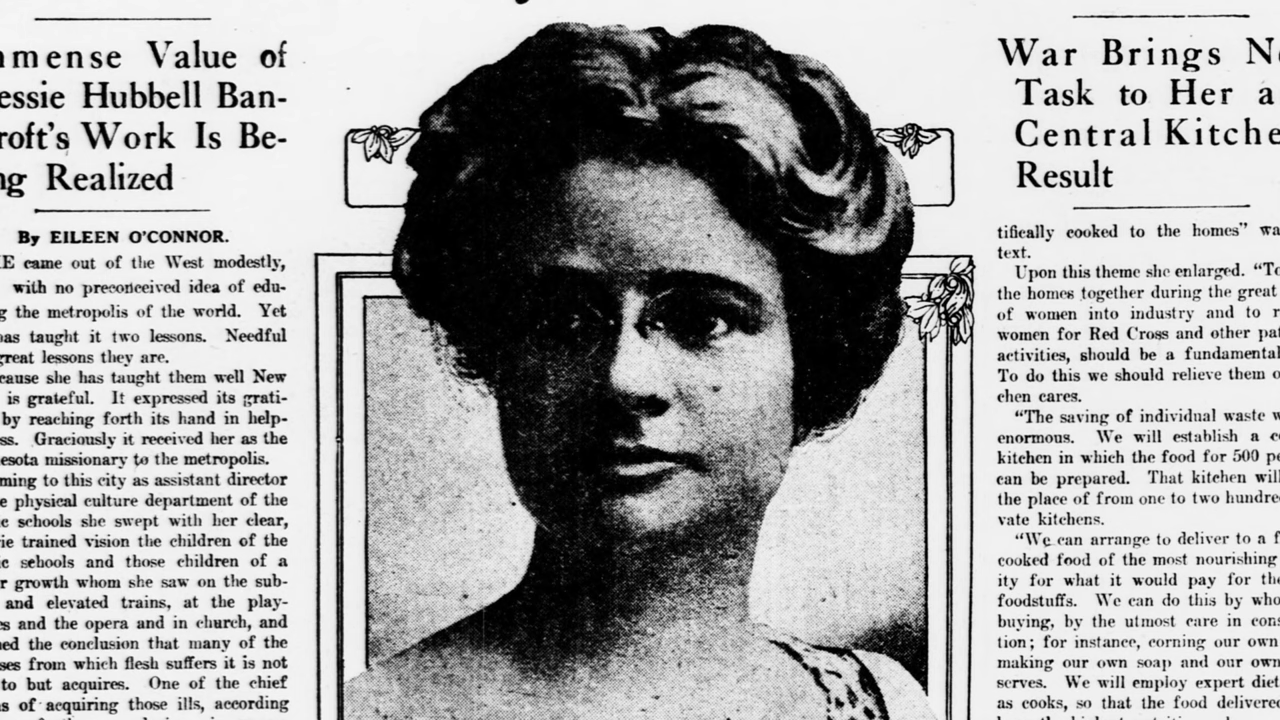 mmense Value of
essie Hubbell Ban-
roft's Work Is Be-
ng Realized
By EILEEN O'CONNOR.
E came out of the West modestly,
with no preconceived idea of edu-
g the metropolis of the world. Yet
as taught it two lessons. Needful
great lessons they are.
cause she has taught them well New
is grateful. It expressed its grati-
by reaching forth its hand in help-
ss. Graciously it received her as the
esota missionary to the metropolis.
ming to this city as assistant director
e physical culture department of the
c schools she swept with her clear,
ie trained vision the children of the
c schools and those children of a
r growth whom she saw on the sub-
and elevated trains, at the play-
s and the opera and in church, and
ed the conclusion that many of the
ses from which flesh suffers it is not
to but acquires. One of the chief
s of acquiring those ills, according
War Brings Ne
Task to Her a
Central Kitche
Result
tifically cooked to the homes" wa
text.
Upon this theme she enlarged. "To
the homes together during the great
of women into industry and to r
women for Red Cross and other pat
activities, should be a fundamental
To do this we should relieve them o
chen cares.
"The saving of individual waste w
enormous. We will establish a c
kitchen in which the food for 500 pe
can be prepared. That kitchen will
the place of from one to two hundre
vate kitchens.
"We can arrange to deliver to a f
cooked food of the most nourishing
ity for what it would pay for the
foodstuffs. We can do this by who
buying, by the utmost care in cons
tion; for instance, corning our own
making our own soap and our own
serves. We will employ expert diet
as cooks, so that the food delivered